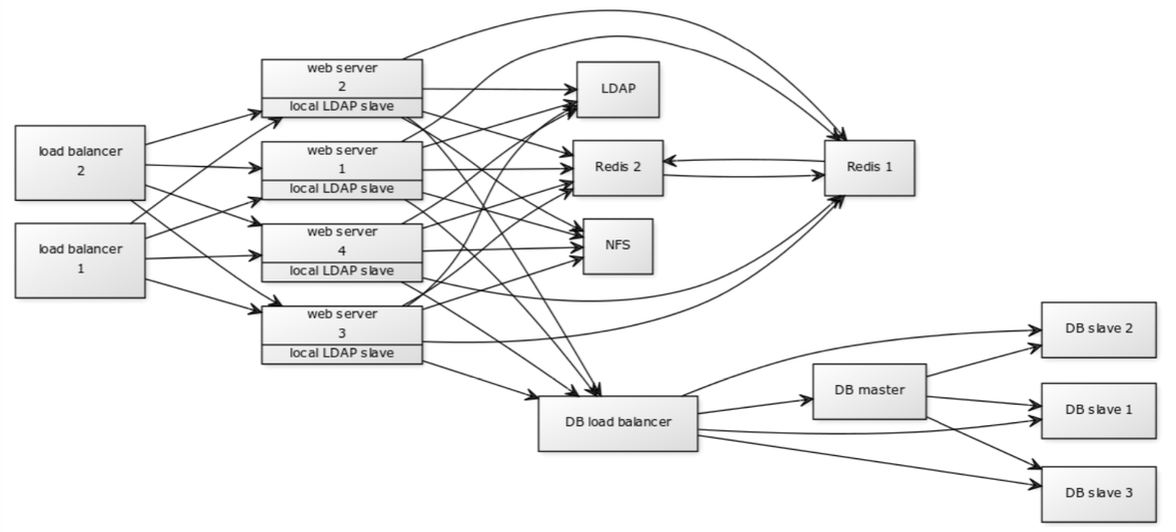 load balancer
2
load balancer
1
web server
2
local LDAP slave
web server
1
local LDAP slave
web server
4
local LDAP slave
web server
3
local LDAP slave
LDAP
Redis 2
NFS
Redis 1
DB load balancer
DB master
DB slave 2
DB slave 1
DB slave 3